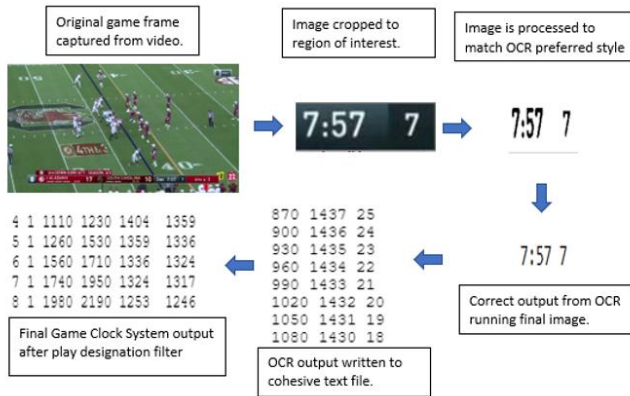 Original game frame
captured from video.
Image cropped to
region of interest.
Image is processed to
match OCR preferred style
4TH
17
10
7:57 7
7:57 7
7:57 7
Correct output from OCR
running final image.
870 1437 25
900 1436 24
930 1435 23
960 1434 22
990 1433 21
1020 1432 20
1050 1431 19
1080 1430 18
OCR output written to
cohesive text file.
4 1 1110 1230 1404 1359
5 1 1260 1530 1359 1336
6 1 1560 1710 1336 1324
7 1 1740 1950 1324 1317
8 1 1980 2190 1253 1246
Final Game Clock System output
after play designation filter